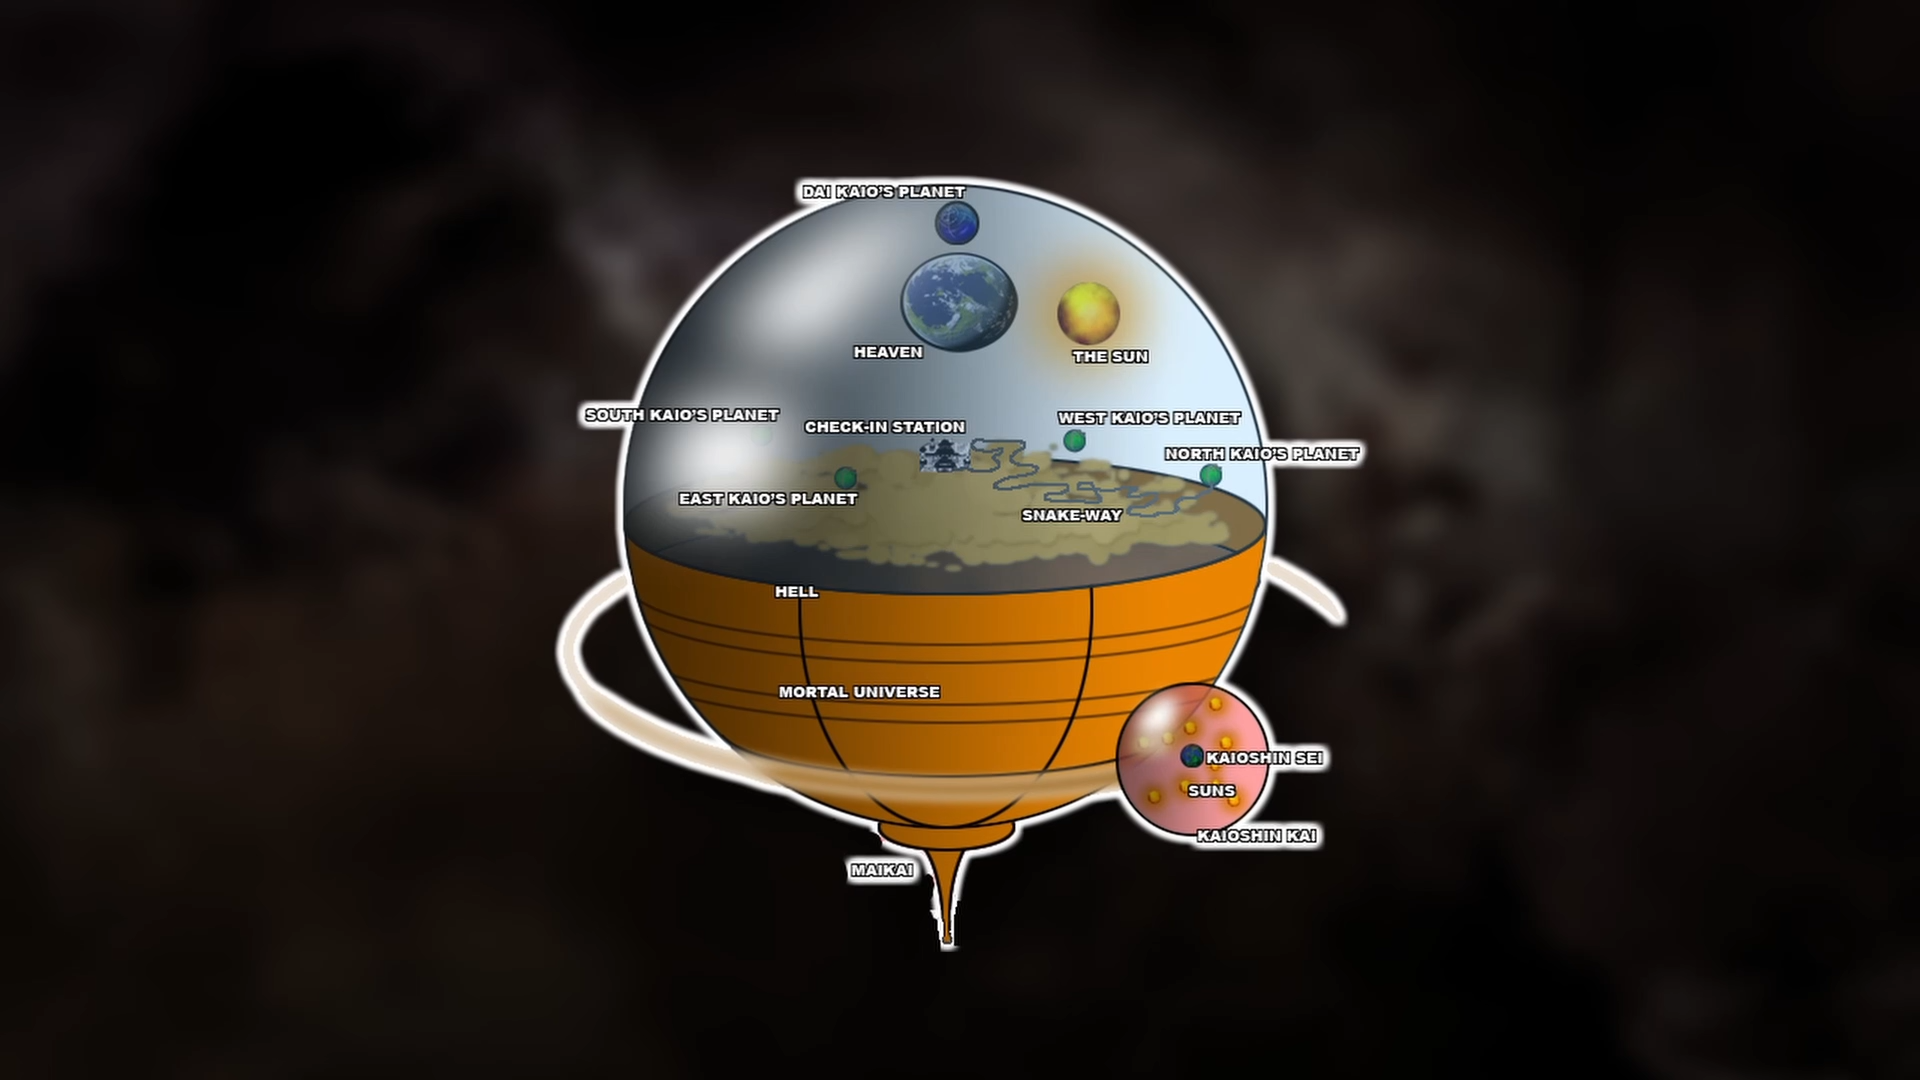 DAI KAIO'S PLANET
HEAVEN
THE SUN
SOUTH KAIO'S PLANET
CHECK-IN STATION
WEST KAIO'S PLANET
NORTH KAIO'S PLANET
EAST KAIO'S PLANET
SNAKE-WAY
HELL
MORTAL UNIVERSE
KAIOSHIN SEI
SUNS
KAIOSHIN KAI
MAIKAI